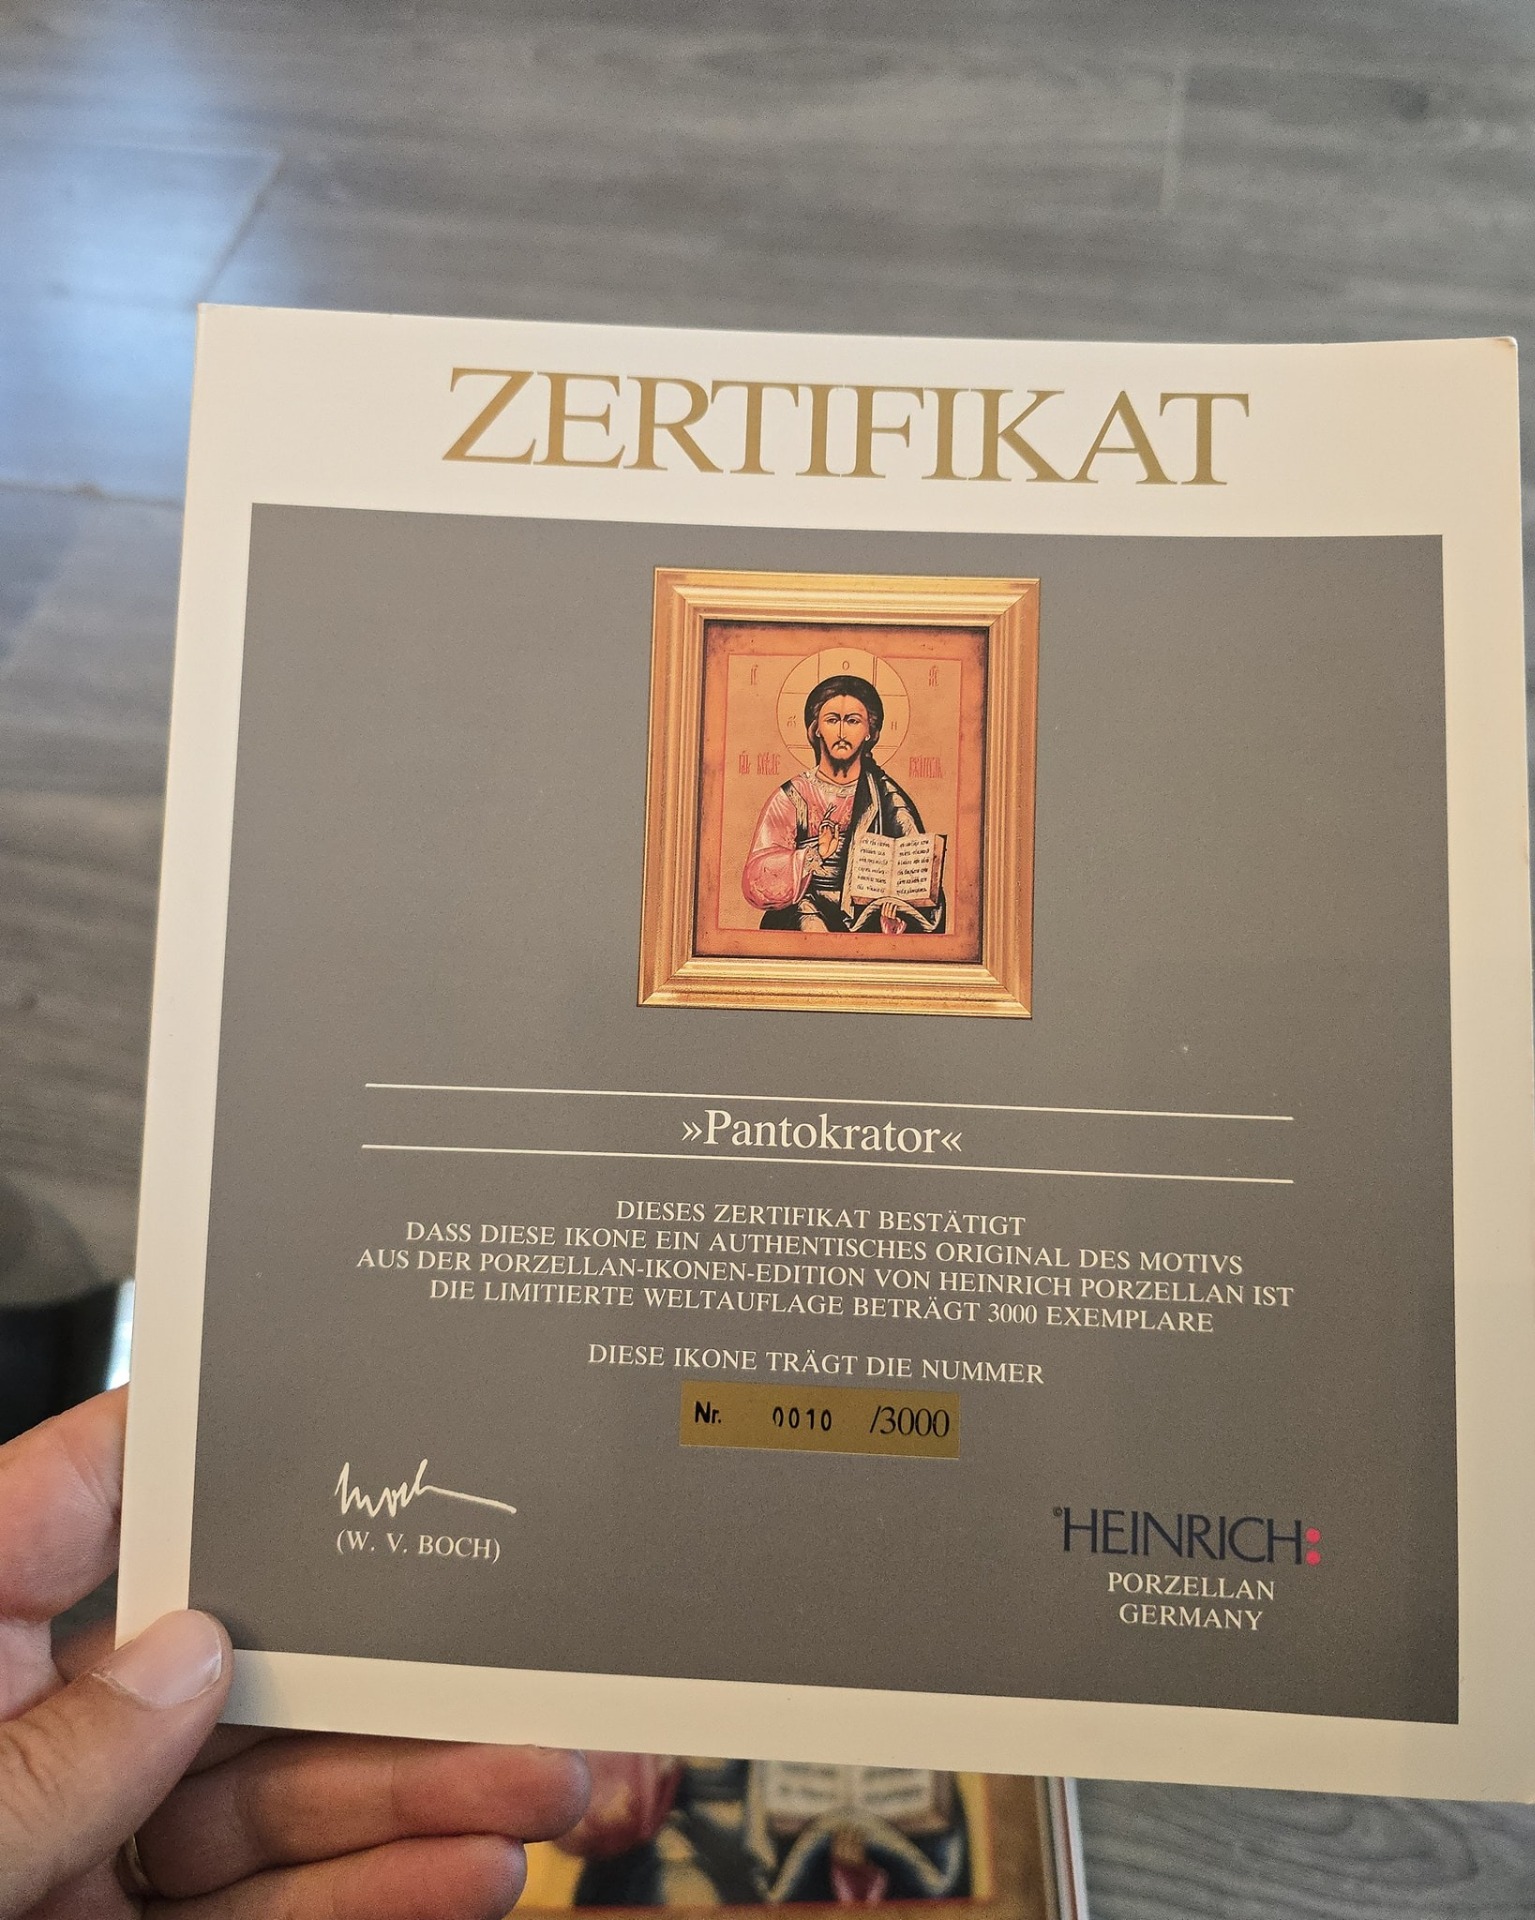 ZERTIFIKAT
O
»Pantokrator«
DIESES ZERTIFIKAT BESTÄTIGT
DASS DIESE IKONE EIN AUTHENTISCHES ORIGINAL DES MOTIVS
AUS DER PORZELLAN-IKONEN-EDITION VON HEINRICH PORZELLAN IST
DIE LIMITIERTE WELTAUFLAGE BETRÄGT 3000 EXEMPLARE
DIESE IKONE TRÄGT DIE NUMMER
Nr. 0010 /3000
Boch
(W. V. BOCH)
©HEINRICH:
PORZELLAN
GERMANY